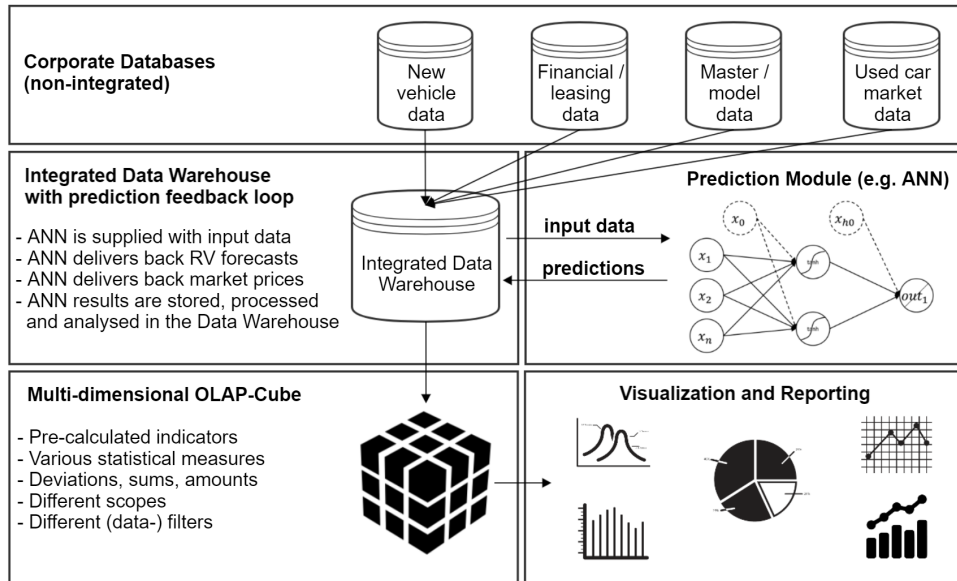 Corporate Databases
(non-integrated)
New
vehicle
data
Financial /
leasing
data
Master /
model
data
Used car
market
data
Integrated Data Warehouse
with prediction feedback loop
- ANN is supplied with input data
- ANN delivers back RV forecasts
- ANN delivers back market prices
- ANN results are stored, processed
and analysed in the Data Warehouse
Integrated Data
Warehouse
input data
predictions
Prediction Module (e.g. ANN)
x₀
xₕ₀
x₁
x₂
xₙ
out₁
Multi-dimensional OLAP-Cube
- Pre-calculated indicators
- Various statistical measures
- Deviations, sums, amounts
- Different scopes
- Different (data-) filters
Visualization and Reporting